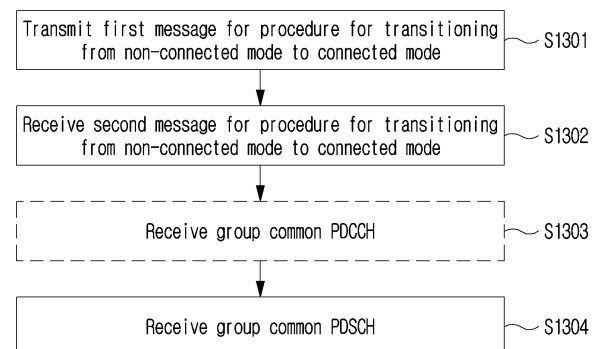 Transmit first message for procedure for transitioning
from non-connected mode to connected mode
S1301
Receive second message for procedure for transitioning
from non-connected mode to connected mode
S1302
Receive group common PDCCH
S1303
Receive group common PDSCH
S1304